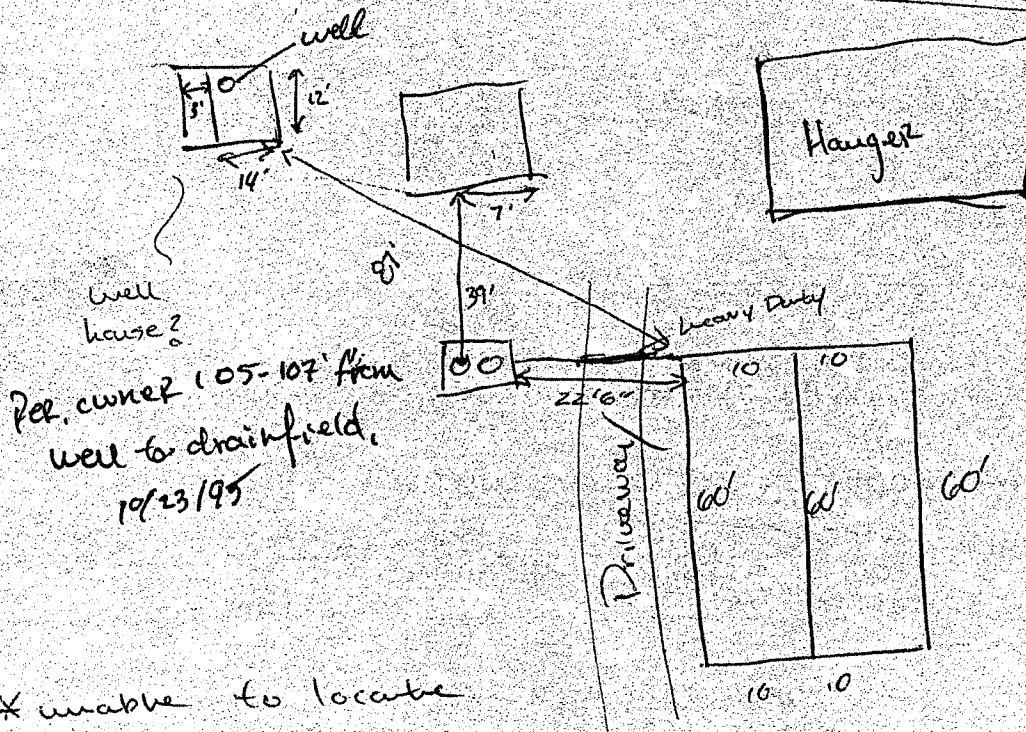 well
3'
12'
14'
Hanger
7'
39'
well
house?
Heavy Duty
22'6"
Per. owner 105-107' from
well to drainfield.
10/23/95
Driveway
10
10
60'
60'
60'
10
10
* unable to locate